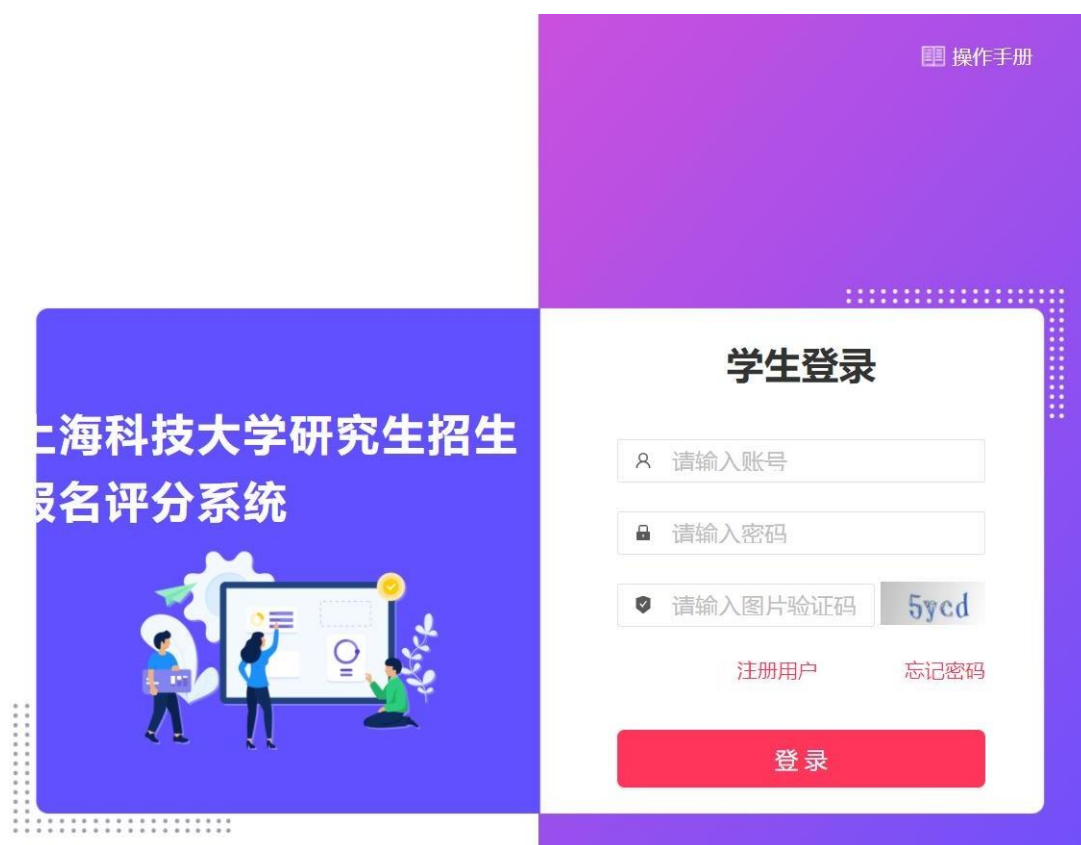 操作手册
上海科技大学研究生招生
报名评分系统
学生登录
请输入账号
请输入密码
请输入图片验证码
5ycd
注册用户
忘记密码
登录